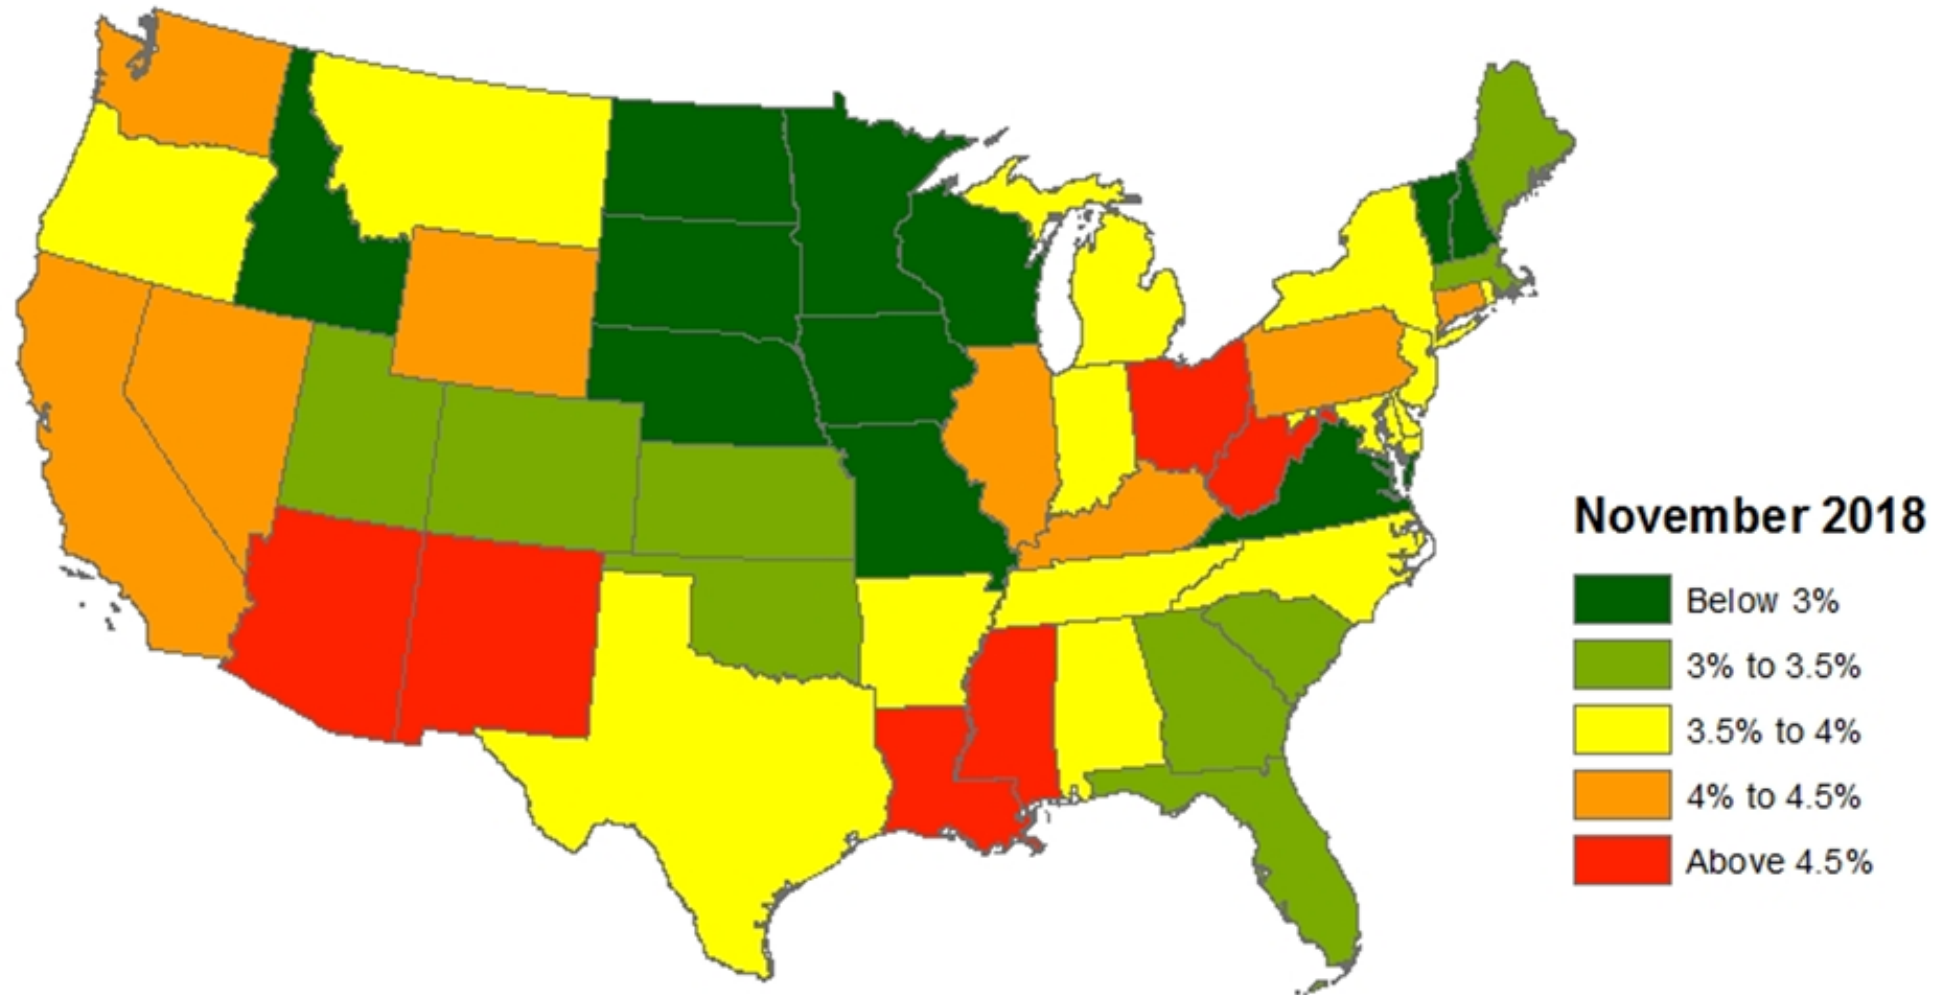 November 2018
Below 3%
3% to 3.5%
3.5% to 4%
4% to 4.5%
Above 4.5%